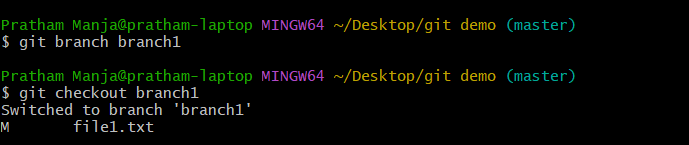 Pratham Manja@pratham-laptop MINGW64 ~/Desktop/git demo (master)
$ git branch branch1
Pratham Manja@pratham-laptop MINGW64 ~/Desktop/git demo (master)
$ git checkout branch1
Switched to branch 'branch1'
M       file1.txt